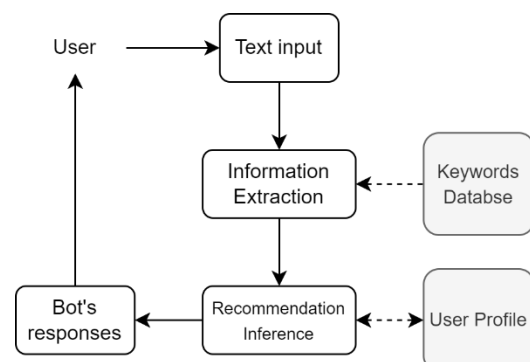 User
Text input
Information
Extraction
Keywords
Databse
Bot's
responses
Recommendation
Inference
User Profile